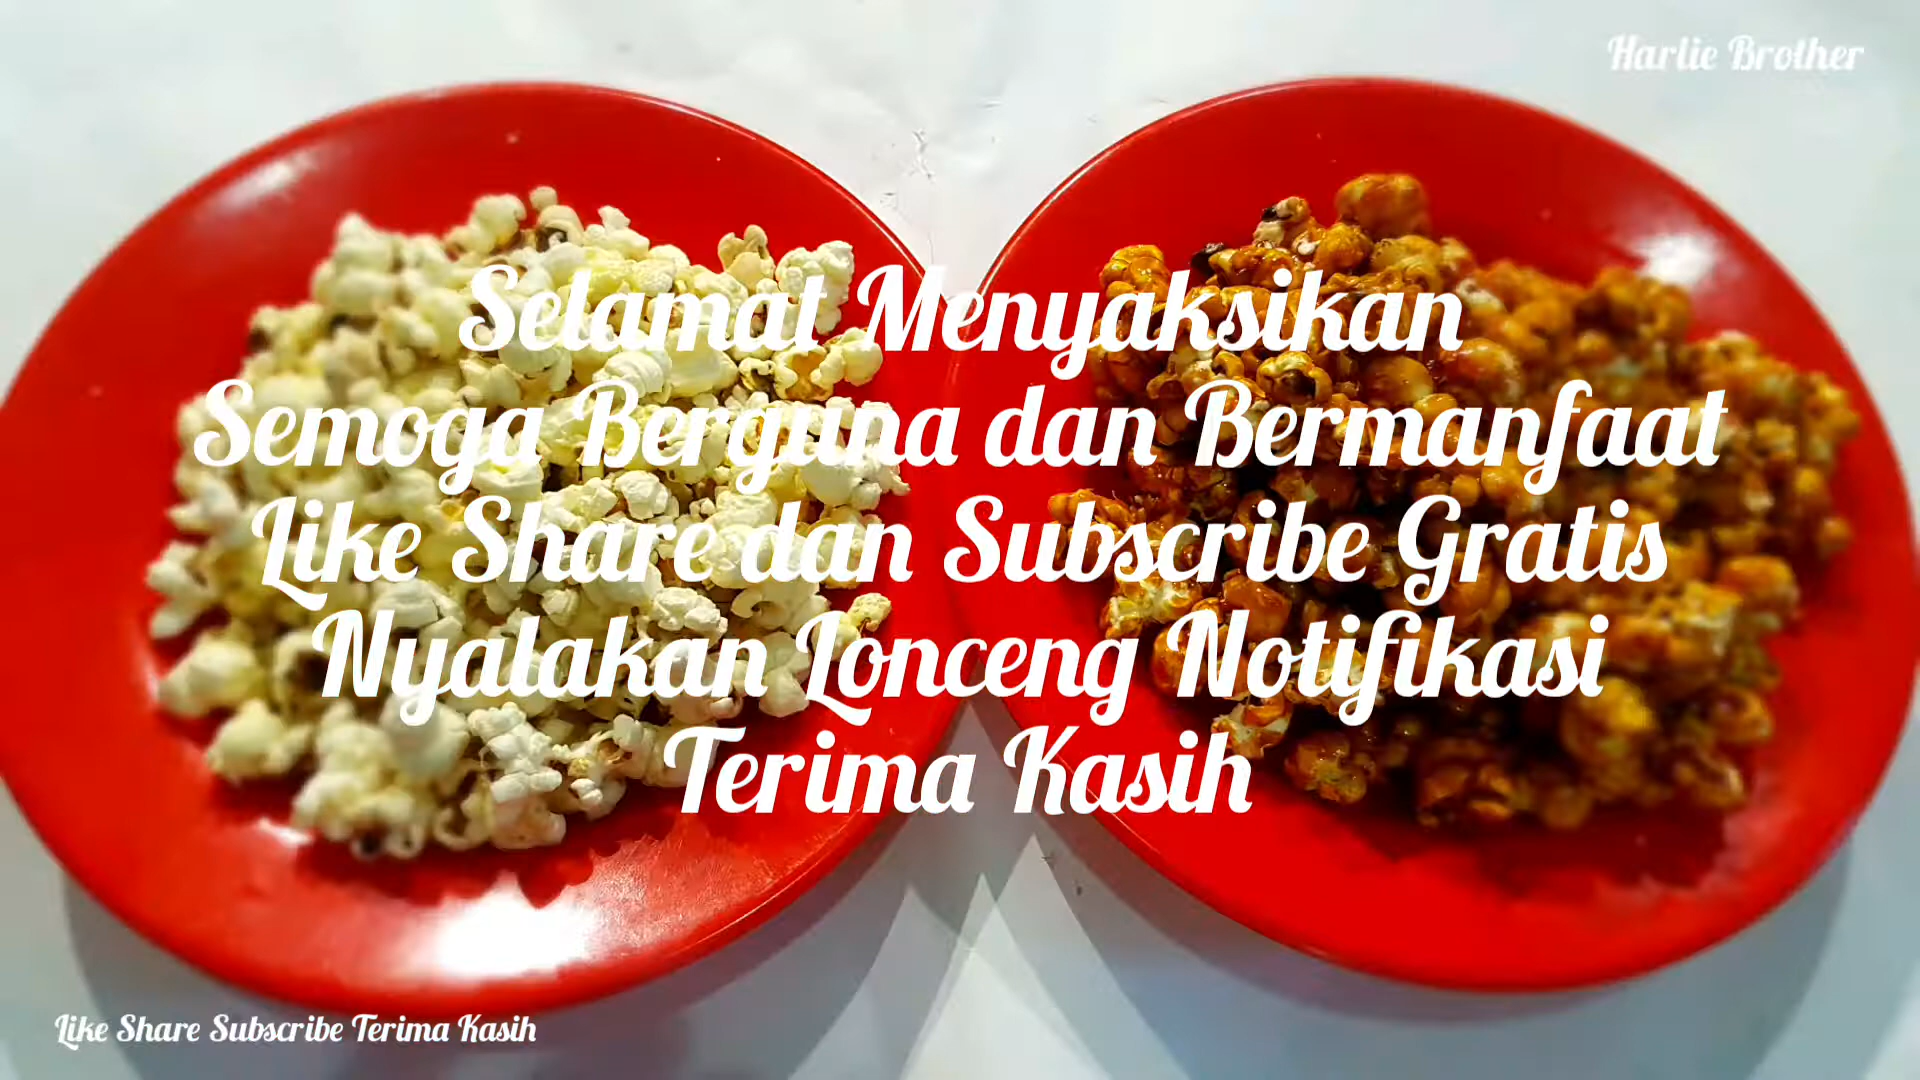 Harlie Brother
Selamat Menyaksikan
Semoga Berguna dan Bermanfaat
Like Share dan Subscribe Gratis
Nyalakan Lonceng Notifikasi
Terima Kasih
Like Share Subscribe Terima Kasih